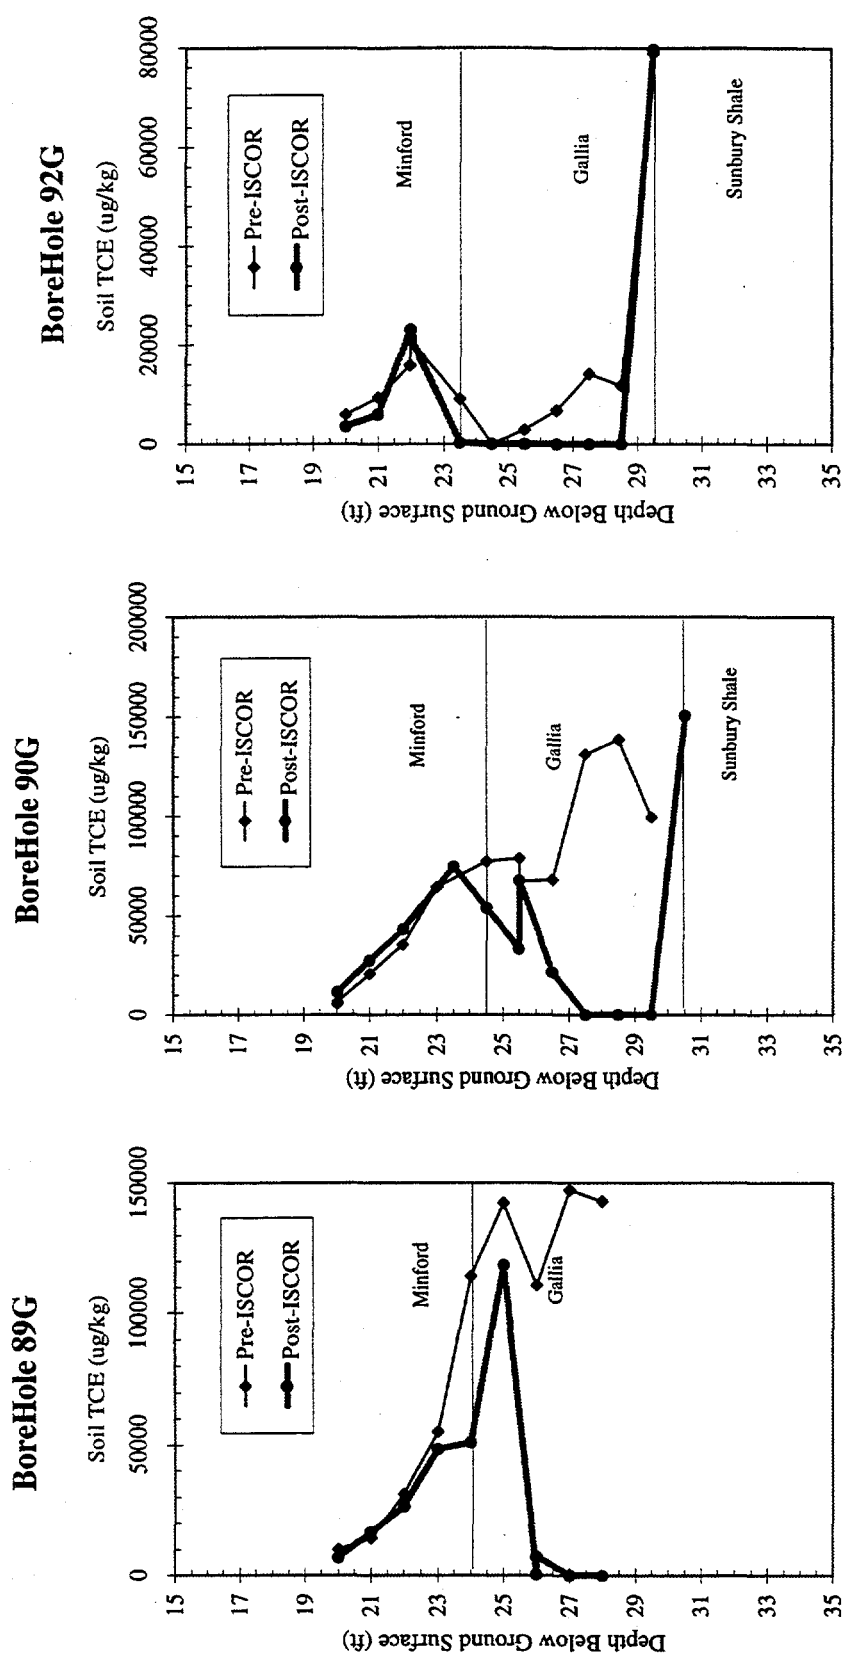 BoreHole 89G
Soil TCE (ug/kg)
0
50000
100000
150000
15
17
19
21
23
25
27
29
31
33
35
Depth Below Ground Surface (ft)
Pre-ISCOR
Post-ISCOR
Minford
Gallia
BoreHole 90G
Soil TCE (ug/kg)
0
50000
100000
150000
200000
15
17
19
21
23
25
27
29
31
33
35
Depth Below Ground Surface (ft)
Pre-ISCOR
Post-ISCOR
Minford
Gallia
Sunbury Shale
BoreHole 92G
Soil TCE (ug/kg)
0
20000
40000
60000
80000
15
17
19
21
23
25
27
29
31
33
35
Depth Below Ground Surface (ft)
Pre-ISCOR
Post-ISCOR
Minford
Gallia
Sunbury Shale